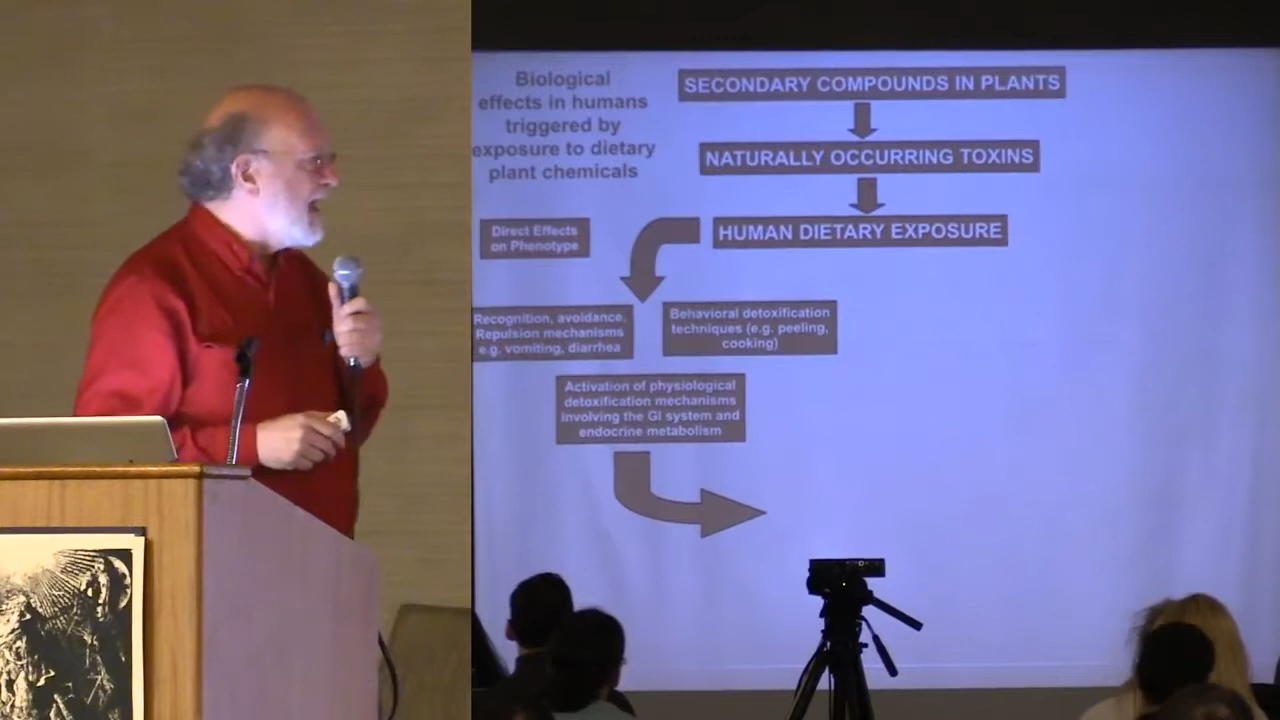 Biological
effects in humans
triggered by
exposure to dietary
plant chemicals
SECONDARY COMPOUNDS IN PLANTS
NATURALLY OCCURRING TOXINS
HUMAN DIETARY EXPOSURE
Direct Effects
on Phenotype
Recognition, avoidance,
Repulsion mechanisms
e.g. vomiting, diarrhea
Behavioral detoxification
techniques (e.g. peeling,
cooking)
Activation of physiological
detoxification mechanisms
involving the GI system and
endocrine metabolism